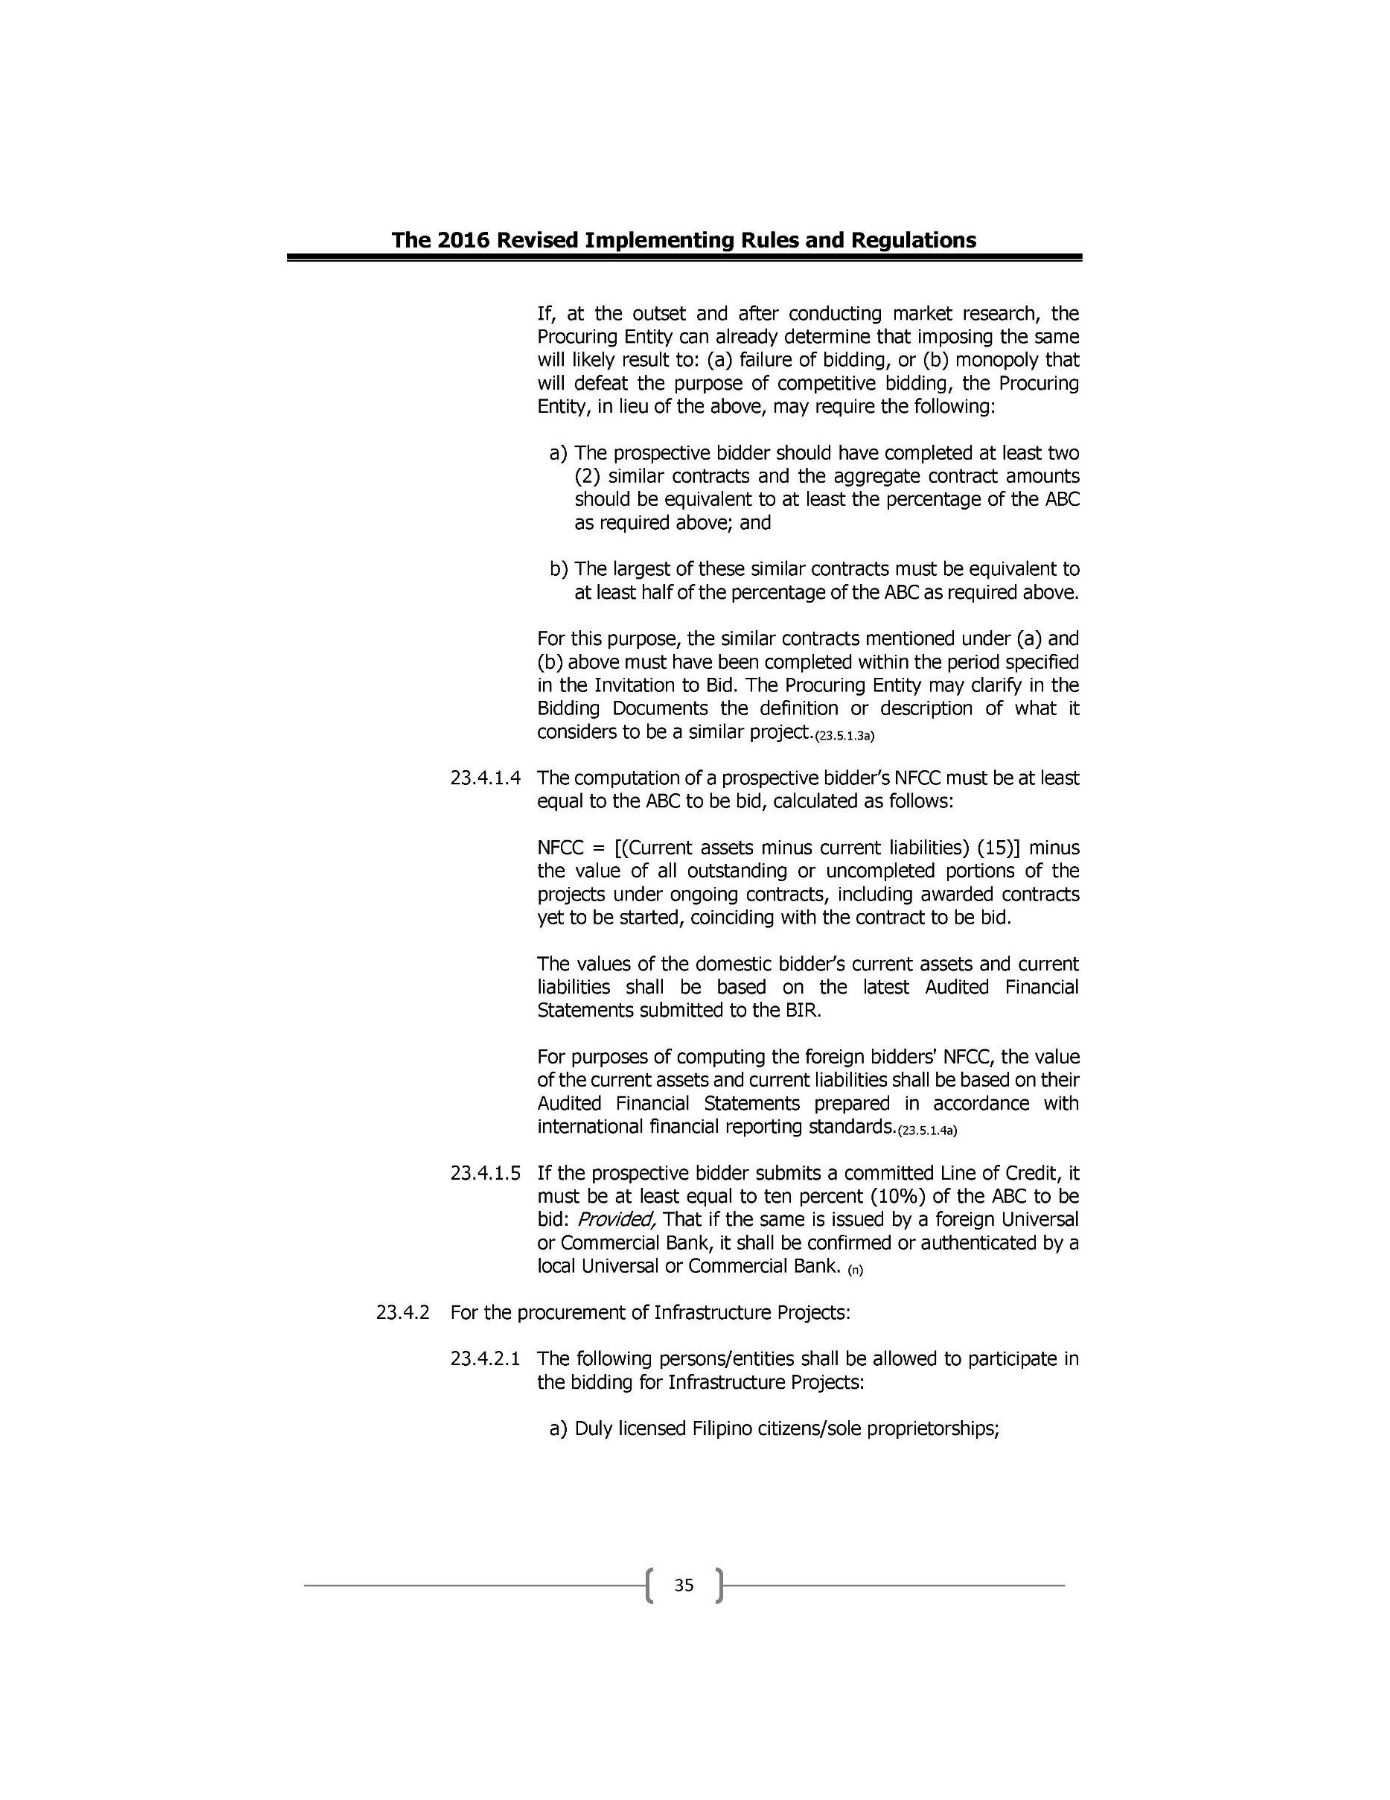 The 2016 Revised Implementing Rules and Regulations
If, at the outset and after conducting market research, the
Procuring Entity can already determine that imposing the same
will likely result to: (a) failure of bidding, or (b) monopoly that
will defeat the purpose of competitive bidding, the Procuring
Entity, in lieu of the above, may require the following:
a) The prospective bidder should have completed at least two
(2) similar contracts and the aggregate contract amounts
should be equivalent to at least the percentage of the ABC
as required above; and
b) The largest of these similar contracts must be equivalent to
at least half of the percentage of the ABC as required above.
For this purpose, the similar contracts mentioned under (a) and
(b) above must have been completed within the period specified
in the Invitation to Bid. The Procuring Entity may clarify in the
Bidding Documents the definition or description of what it
considers to be a similar project.(23.5.1.3a)
23.4.1.4 The computation of a prospective bidder’s NFCC must be at least
equal to the ABC to be bid, calculated as follows:
NFCC = [(Current assets minus current liabilities) (15)] minus
the value of all outstanding or uncompleted portions of the
projects under ongoing contracts, including awarded contracts
yet to be started, coinciding with the contract to be bid.
The values of the domestic bidder’s current assets and current
liabilities shall be based on the latest Audited Financial
Statements submitted to the BIR.
For purposes of computing the foreign bidders' NFCC, the value
of the current assets and current liabilities shall be based on their
Audited Financial Statements prepared in accordance with
international financial reporting standards.(23.5.1.4a)
23.4.1.5 If the prospective bidder submits a committed Line of Credit, it
must be at least equal to ten percent (10%) of the ABC to be
bid: Provided, That if the same is issued by a foreign Universal
or Commercial Bank, it shall be confirmed or authenticated by a
local Universal or Commercial Bank. (n)
23.4.2 For the procurement of Infrastructure Projects:
23.4.2.1 The following persons/entities shall be allowed to participate in
the bidding for Infrastructure Projects:
a) Duly licensed Filipino citizens/sole proprietorships;
35